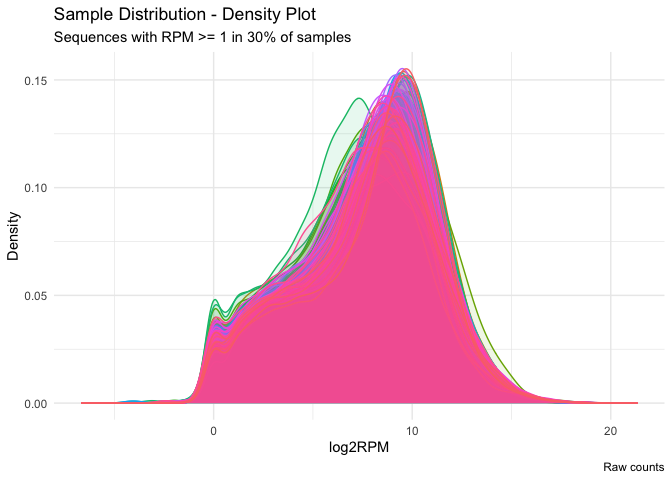 Sample Distribution - Density Plot
Sequences with RPM >= 1 in 30% of samples
Density
0.15
0.10
0.05
0.00
0 10 20
log2RPM
Raw counts